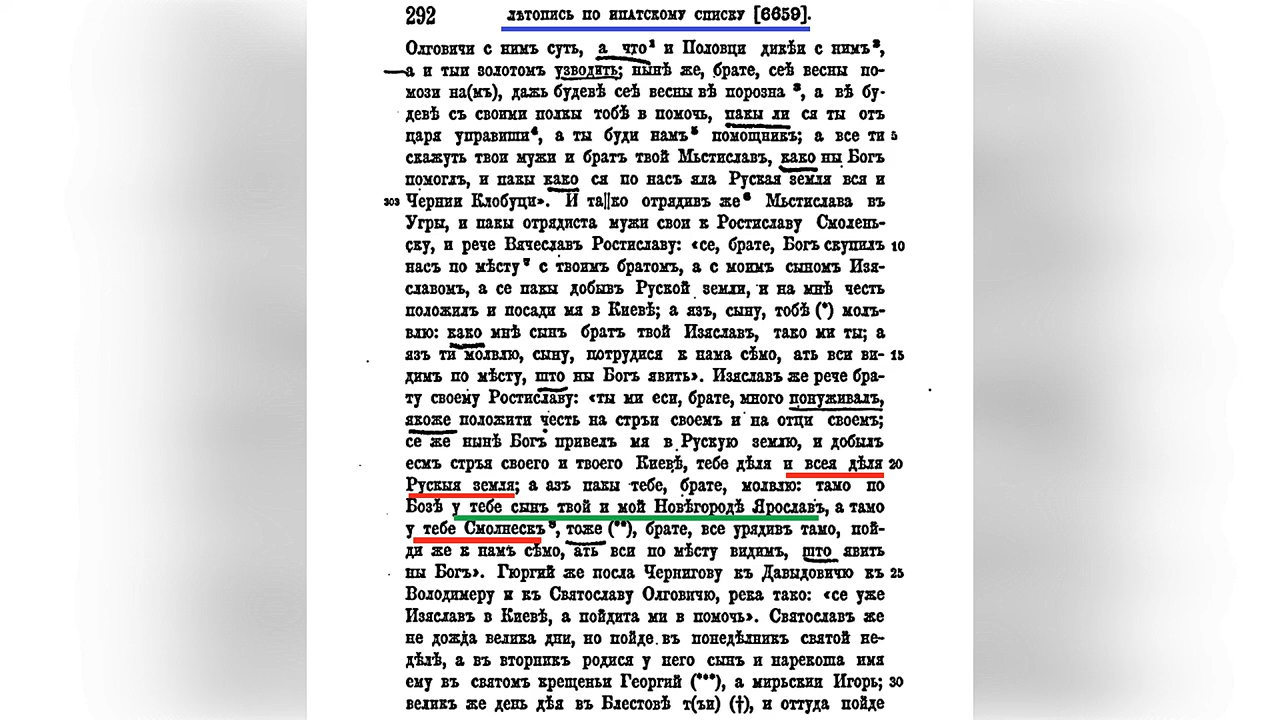 292 ЛѢТОПИСЬ ПО ИПАТСКОМУ СПИСКУ [6659].
Олговичи с нимъ суть, а что¹ и Половци дикѣи с нимъ²,
а и тыи золотомъ узводить; нынѣ же, брате, сеѣ весны по-
мози на(мъ), дажь будевѣ сеѣ весны вѣ порозна ³, а вѣ бу-
девѣ съ своими полкы тобѣ в помочь, пакы ли ся ты отъ
царя управиши⁴, а ты буди намъ⁵ помощникъ; а все ти 5
скажуть твои мужи и братъ твой Мьстиславъ, како ны Богъ
помоглъ, и пакы како ся по насъ яла Руская земля вся и
303 Чернии Клобуци». И та||ко отрядивъ же⁶ Мьстислава въ
Угры, и пакы отрядиста мужи свои к Ростиславу Смолень-
ску, и рече Вячеславъ Ростиславу: «се, брате, Богъ скупилъ 10
насъ по мѣсту⁷ с твоимъ братомъ, а с моимъ сыномъ Изя-
славомъ, а се пакы добывъ Руской земли, и на мнѣ честь
положилъ и посади мя в Киевѣ; а язъ, сыну, тобѣ (*) молъ-
влю: како мнѣ сынъ братъ твой Изяславъ, тако ми ты; а
язъ ти молвлю, сыну, потрудися к нама сѣмо, ать вси ви- 15
димъ по мѣсту, што ны Богъ явить». Изяславъ же рече бра-
ту своему Ростиславу: «ты ми еси, брате, много понуживалъ,
якоже положити честь на стрьи своемъ и на отци своемъ;
се же нынѣ Богъ привелъ мя в Рускую землю, и добылъ
есмъ стръя своего и твоего Киевѣ, тебе дѣля и всея дѣля 20
Рускыя земля; а азъ пакы тебе, брате, молвлю: тамо по
Бозѣ у тебе сынъ твой и мой Новѣгородѣ Ярославъ, а тамо
у тебе Смолнескъ⁸, тоже (**), брате, все урядивъ тамо, пой-
ди же к намъ сѣмо, ать вси по мѣсту видимъ, што явить
ны Богъ». Гюргий же посла Чернигову къ Давыдовичю къ 25
Володимеру и къ Святославу Олговичю, река тако: «се уже
Изяславъ в Киевѣ, а пойдита ми в помочь». Святославъ же
не дожда велика дни, но пойде въ понедѣлникъ святой не-
дѣлѣ, а въ вторникъ родися у него сынъ и нарекоша имя
ему въ святомъ крещеньи Георгий (***), а мирьскии Игорь; 30
великъ же день дѣя въ Блестовѣ т(ъи) (†), и оттуда пойде